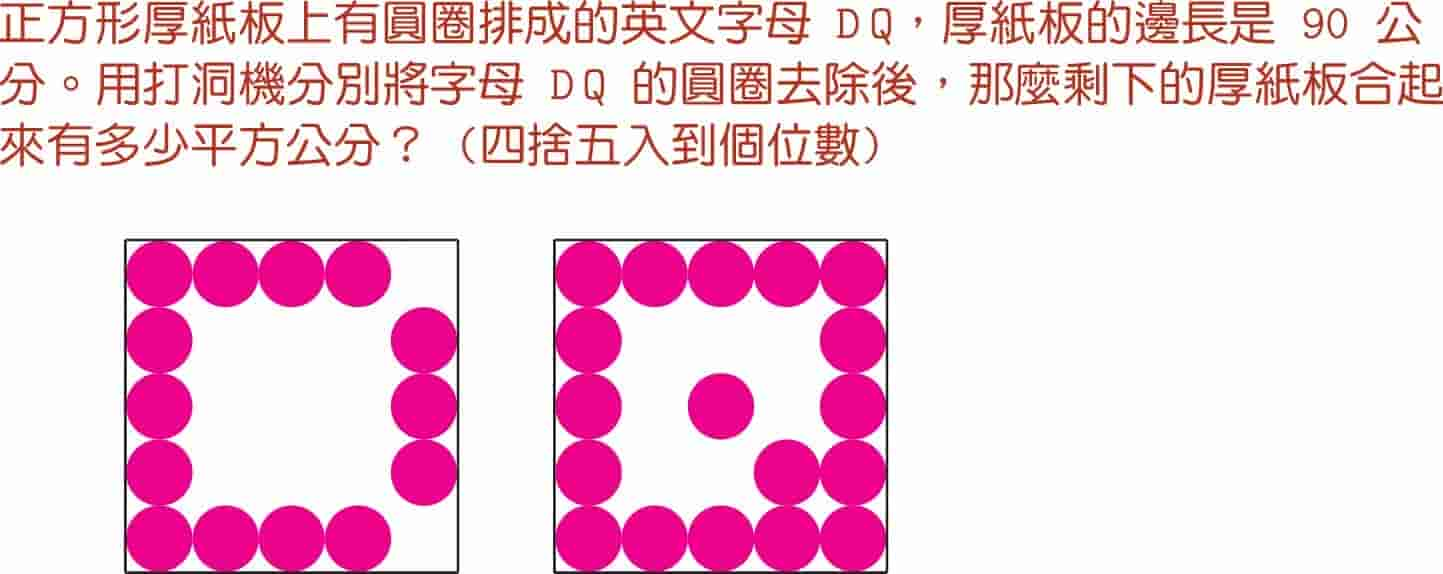 正方形厚紙板上有圓圈排成的英文字母 DQ，厚紙板的邊長是 90 公
分。用打洞機分別將字母 DQ 的圓圈去除後，那麼剩下的厚紙板合起
來有多少平方公分？（四捨五入到個位數）